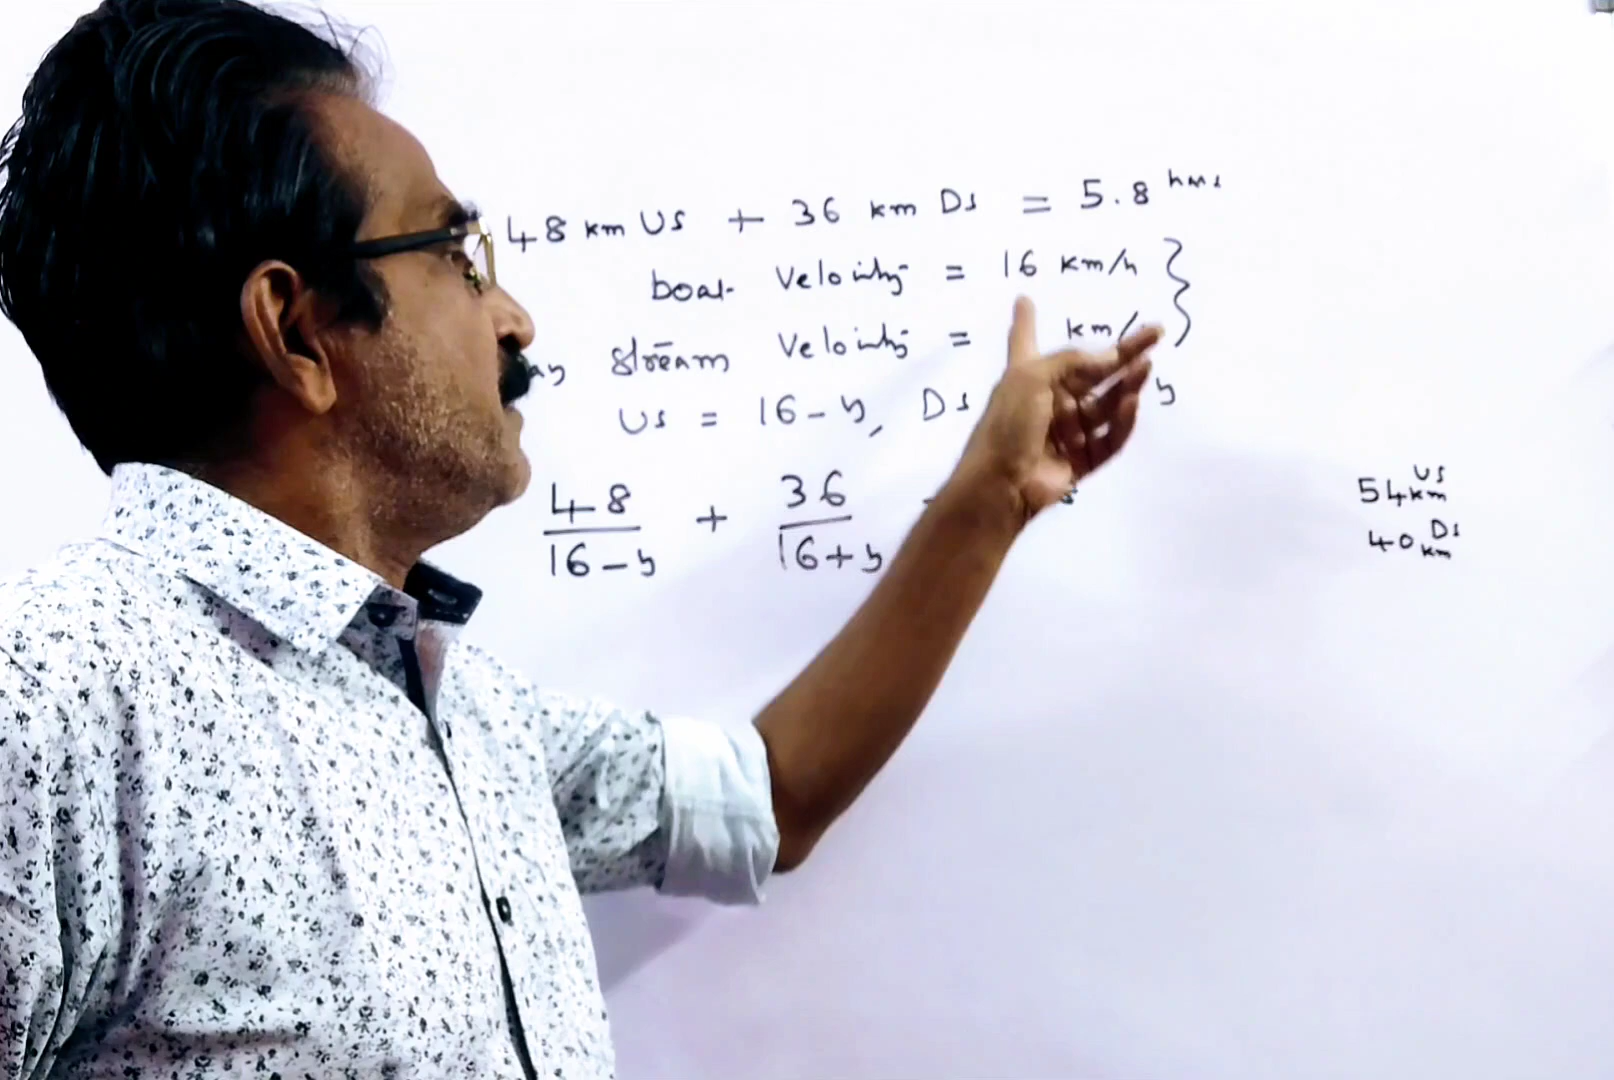 48 km US + 36 km Ds = 5.8 hrs
boat Velocity = 16 km/h }
stream Velocity = km/
US = 16 - y, Ds y
48/16-y + 36/16+y
54 km US
40 km Ds